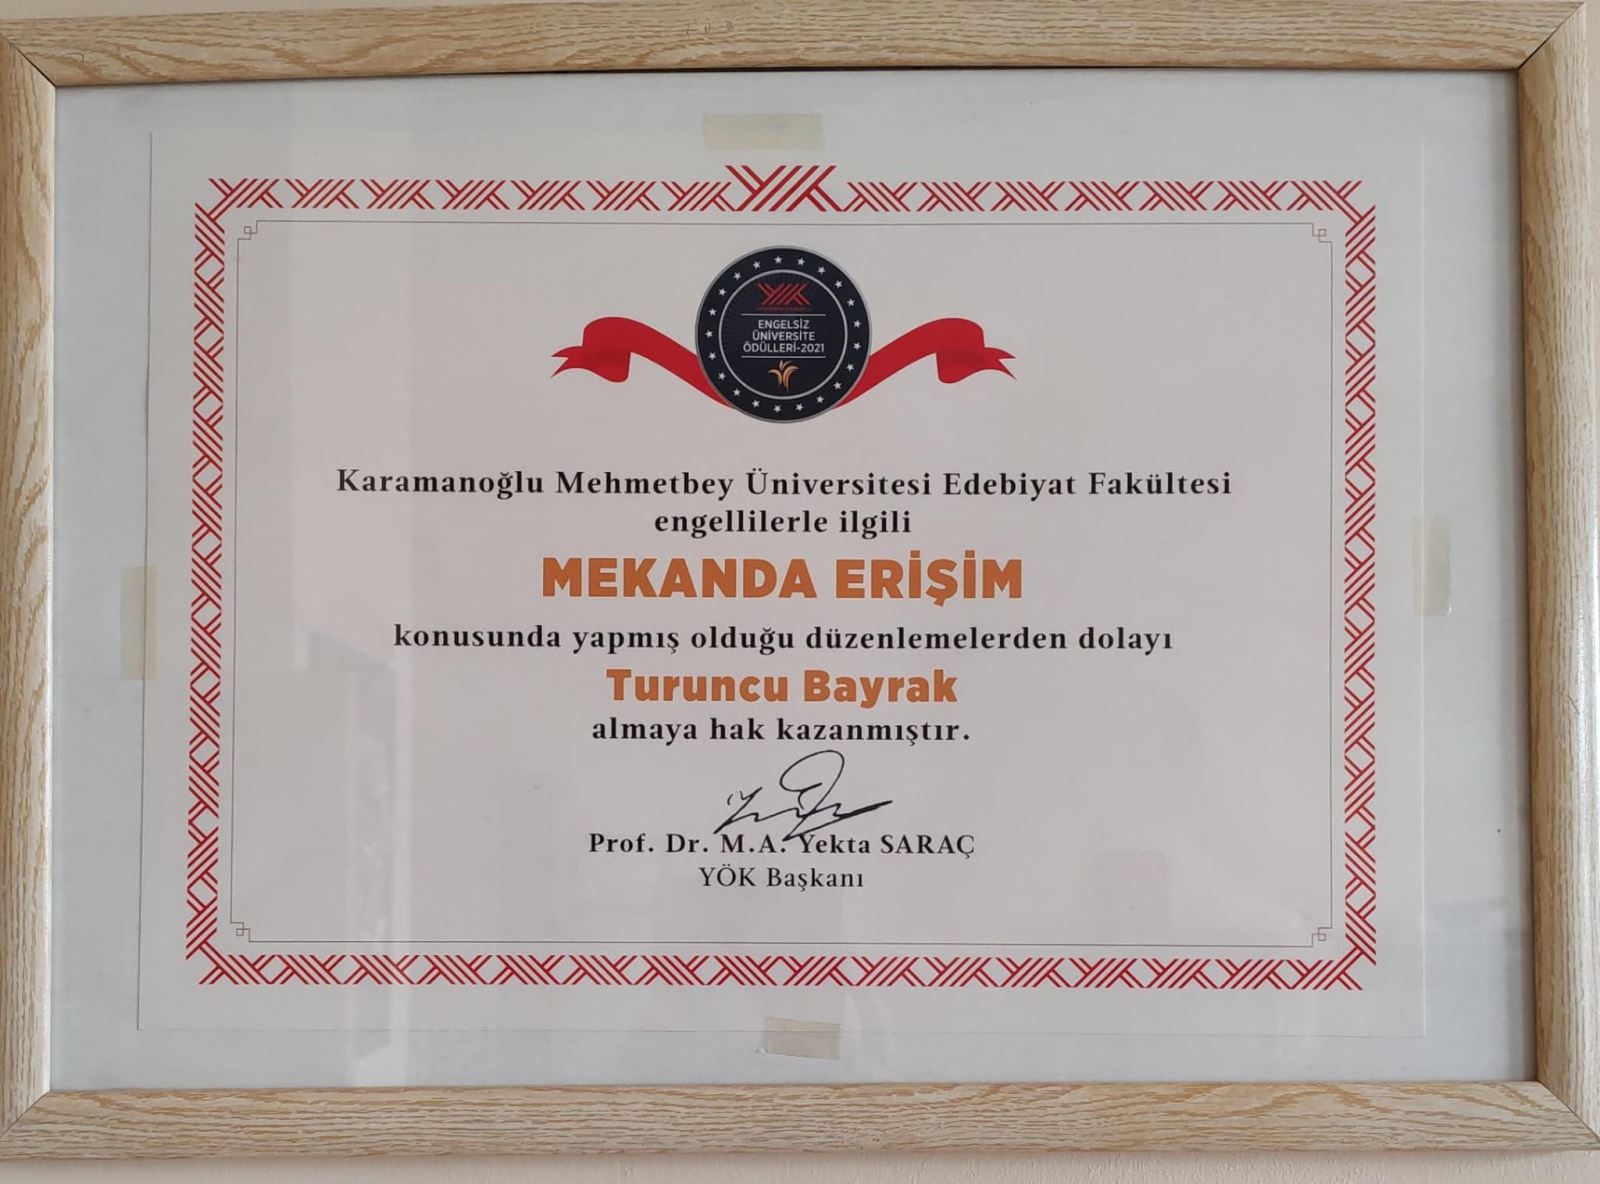 ENGELSİZ
ÜNİVERSİTE
ÖDÜLLERİ-2021
Karamanoğlu Mehmetbey Üniversitesi Edebiyat Fakültesi
engellilerle ilgili
MEKANDA ERİŞİM
konusunda yapmış olduğu düzenlemelerden dolayı
Turuncu Bayrak
almaya hak kazanmıştır.
Prof. Dr. M.A. Yekta SARAÇ
YÖK Başkanı